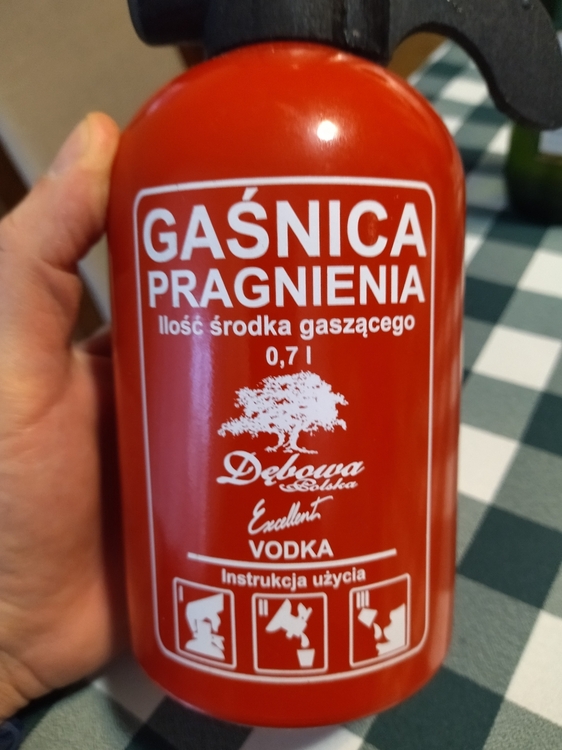 GAŚNICA
PRAGNIENIA
Ilość środka gaszącego
0,7 l
Dębowa
Polska
Excellent
VODKA
Instrukcja użycia
I II III